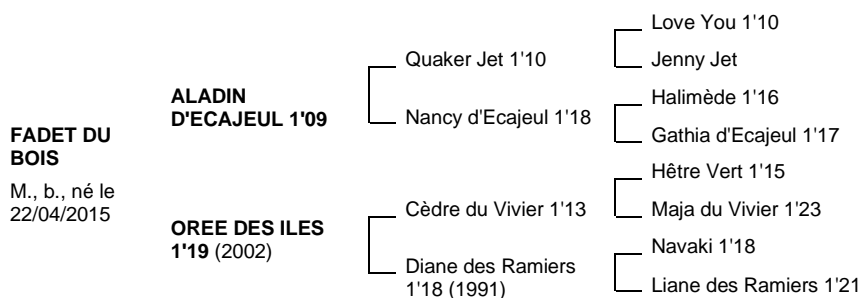 FADET DU
BOIS
M., b., né le
22/04/2015
ALADIN
D'ECAJEUL 1'09
OREE DES ILES
1'19 (2002)
Quaker Jet 1'10
Nancy d'Ecajeul 1'18
Cèdre du Vivier 1'13
Diane des Ramiers
1'18 (1991)
Love You 1'10
Jenny Jet
Halimède 1'16
Gathia d'Ecajeul 1'17
Hêtre Vert 1'15
Maja du Vivier 1'23
Navaki 1'18
Liane des Ramiers 1'21